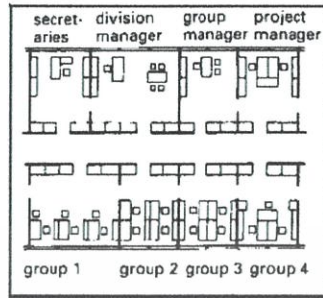 secret-   division   group   project
aries   manager   manager   manager
group 1   group 2   group 3   group 4